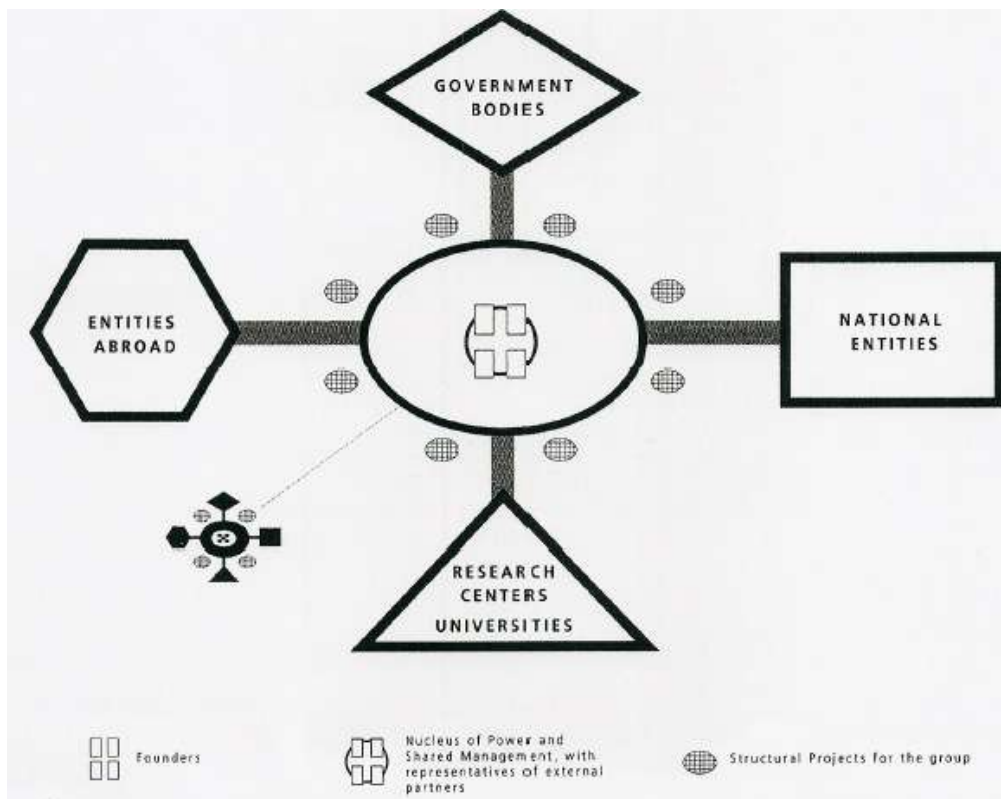 GOVERNMENT
BODIES
ENTITIES
ABROAD
NATIONAL
ENTITIES
RESEARCH
CENTERS
UNIVERSITIES
Founders
Nucleus of Power and
Shared Management, with
representatives of external
partners
Structural Projects for the group